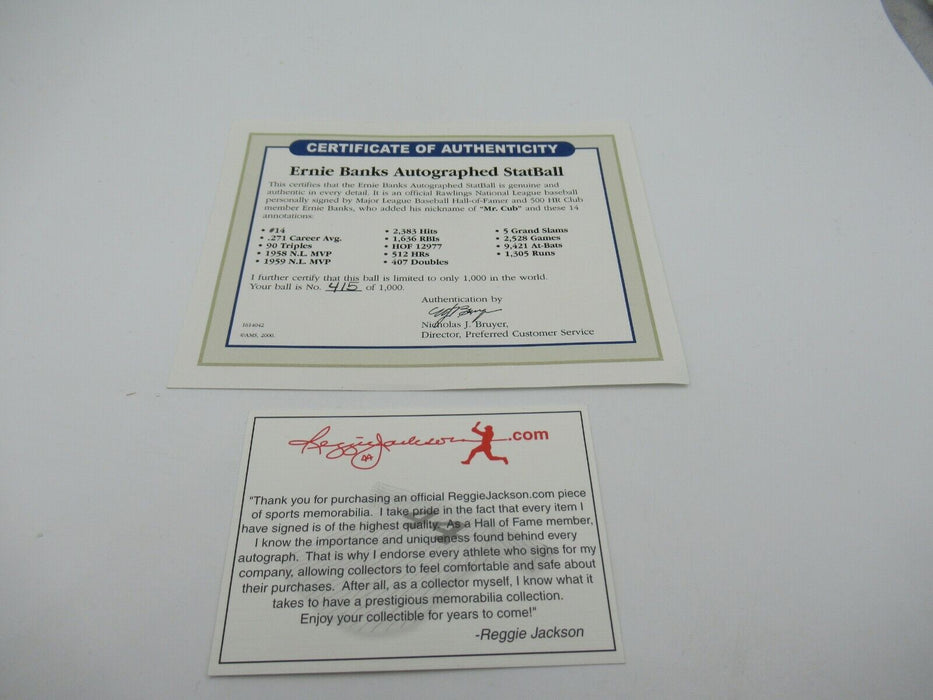 CERTIFICATE OF AUTHENTICITY
Ernie Banks Autographed StatBall
This certifies that the Ernie Banks Autographed StatBall is genuine and
authentic in every detail. It is an official Rawlings National League baseball
personally signed by Major League Baseball Hall-of-Famer and 500 HR Club
member Ernie Banks, who added his nickname of "Mr. Cub" and these 14
annotations:
• #14
• .271 Career Avg.
• 90 Triples
• 1958 N.L. MVP
• 1959 N.L. MVP
• 2,383 Hits
• 1,636 RBIs
• HOF 12977
• 512 HRs
• 407 Doubles
• 5 Grand Slams
• 2,528 Games
• 9,421 At-Bats
• 1,305 Runs
I further certify that this ball is limited to only 1,000 in the world.
Your ball is No. 415 of 1,000.
Authentication by
Nicholas J. Bruyer,
Director, Preferred Customer Service
1614042
©AMS, 2000.
Reggie Jackson.com
"Thank you for purchasing an official ReggieJackson.com piece
of sports memorabilia. I take pride in the fact that every item I
have signed is of the highest quality. As a Hall of Fame member,
I know the importance and uniqueness found behind every
autograph. That is why I endorse every athlete who signs for my
company, allowing collectors to feel comfortable and safe about
their purchases. After all, as a collector myself, I know what it
takes to have a prestigious memorabilia collection.
Enjoy your collectible for years to come!"
-Reggie Jackson